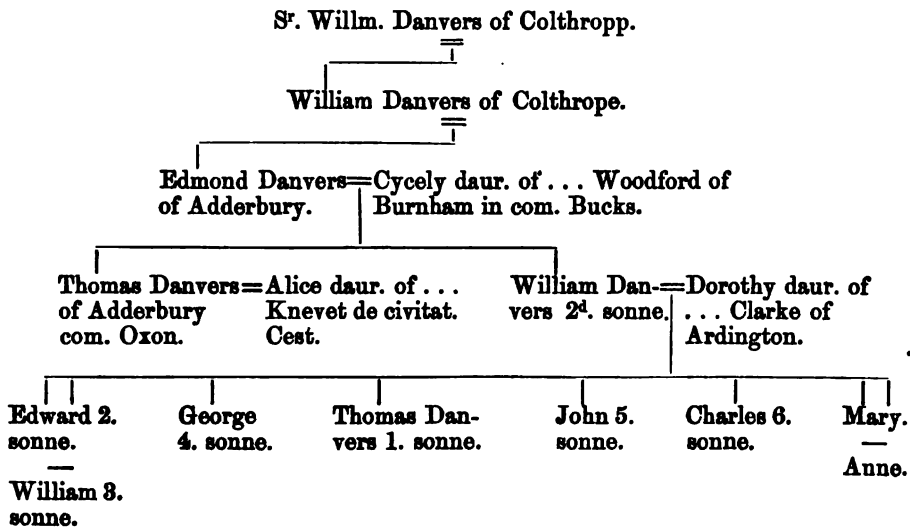 Sʳ. Willm. Danvers of Colthropp.
William Danvers of Colthrope.
Edmond Danvers=Cycely daur. of ... Woodford of
of Adderbury. Burnham in com. Bucks.
Thomas Danvers=Alice daur. of ...
of Adderbury Knevet de civitat.
com. Oxon. Cest.
William Dan-=Dorothy daur. of
vers 2ᵈ. sonne. ... Clarke of
Ardington.
Edward 2.
sonne.
William 3.
sonne.
George
4. sonne.
Thomas Dan-
vers 1. sonne.
John 5.
sonne.
Charles 6.
sonne.
Mary.
Anne.